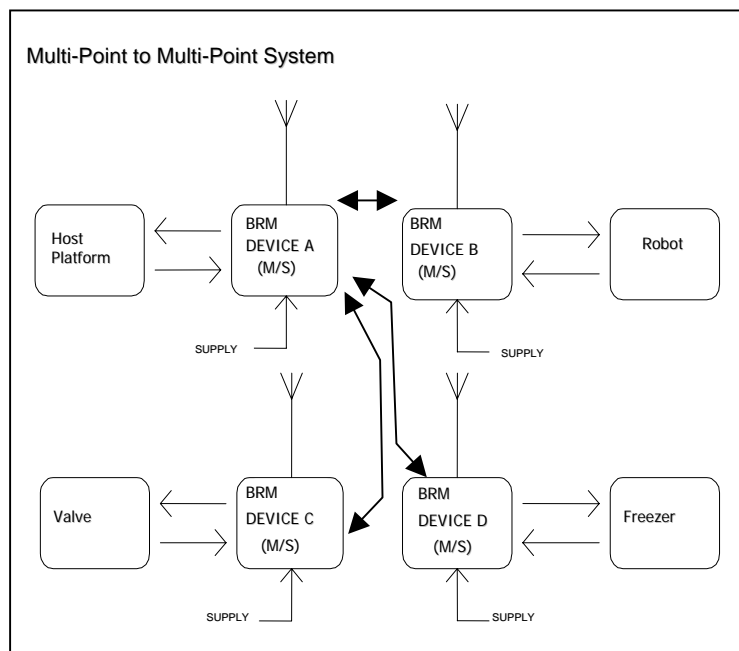 Multi-Point to Multi-Point System
Host
Platform
BRM
DEVICE A
(M/S)
BRM
DEVICE B
(M/S)
Robot
SUPPLY
SUPPLY
Valve
BRM
DEVICE C
(M/S)
BRM
DEVICE D
(M/S)
Freezer
SUPPLY
SUPPLY